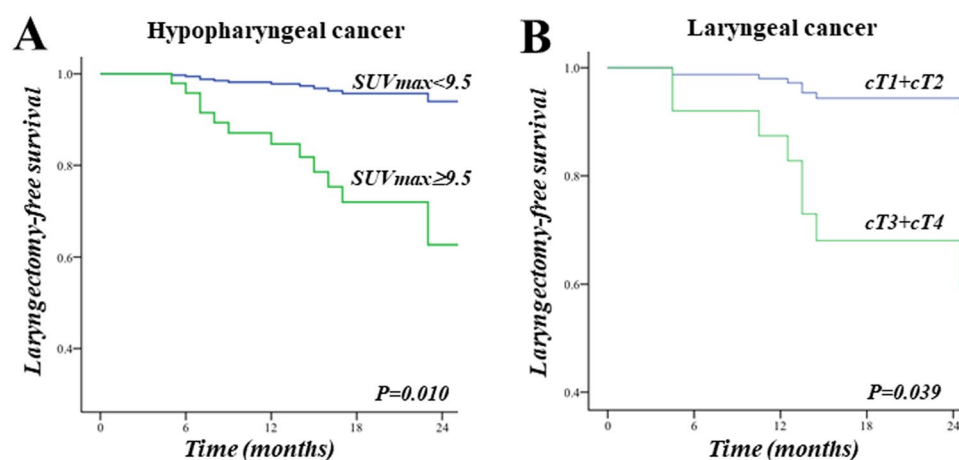 A
Hypopharyngeal cancer
Laryngectomy-free survival
1.0
0.8
0.6
0.4
SUVmax<9.5
SUVmax≥9.5
P=0.010
0 6 12 18 24
Time (months)
B
Laryngeal cancer
Laryngectomy-free survival
1.0
0.8
0.6
0.4
cT1+cT2
cT3+cT4
P=0.039
0 6 12 18 24
Time (months)